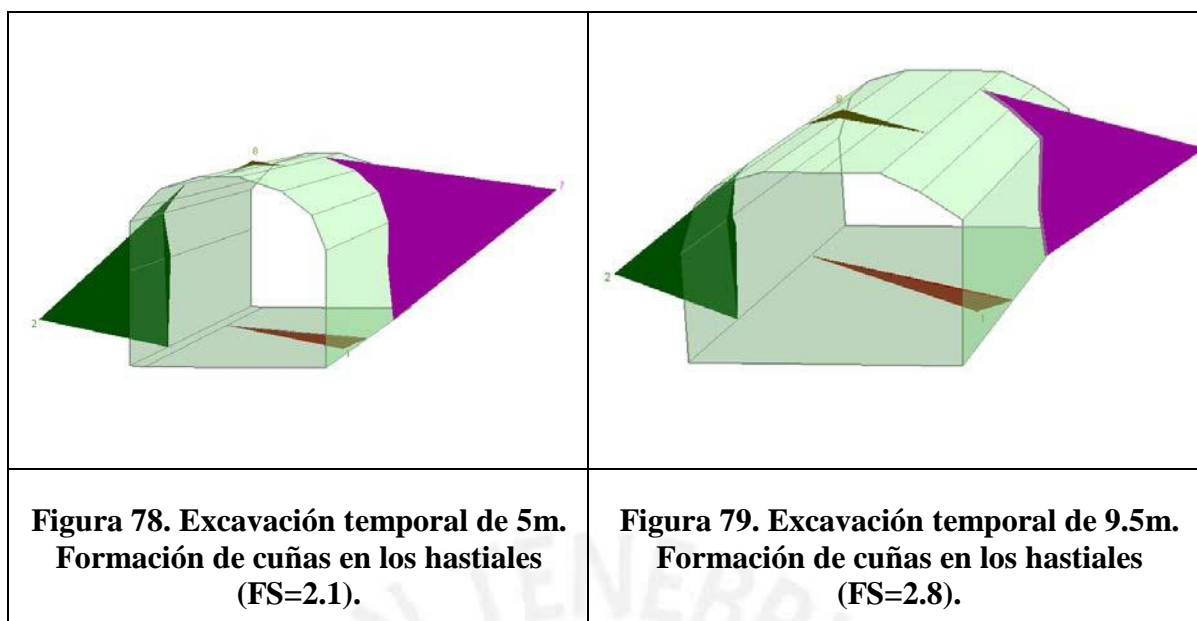 8
7
2
1
8
2
1
Figura 78. Excavación temporal de 5m.
Formación de cuñas en los hastiales
(FS=2.1).
Figura 79. Excavación temporal de 9.5m.
Formación de cuñas en los hastiales
(FS=2.8).